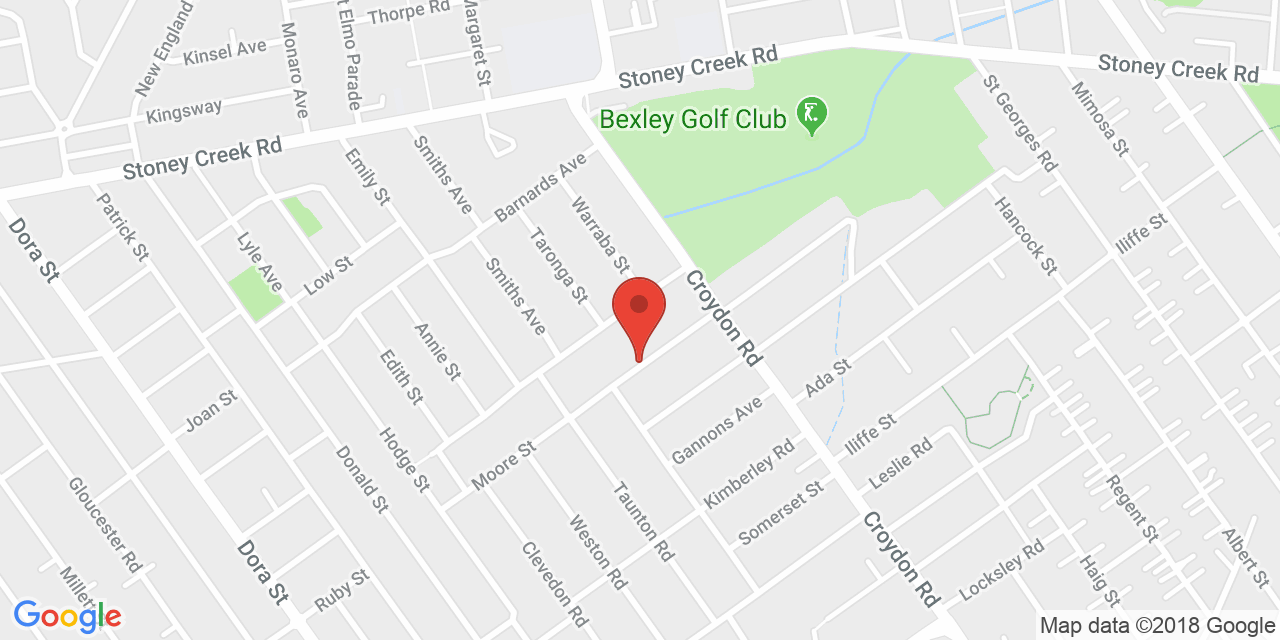 Thorpe Rd
Margaret St
New England
Monaro Ave
Elmo Parade
Kinsel Ave
Kingsway
Stoney Creek Rd
Stoney Creek Rd
Stoney Creek Rd
Bexley Golf Club
St Georges Rd
Mimosa St
Emily St
Smiths Ave
Barnards Ave
Warraba St
Taronga St
Patrick St
Dora St
Lyle Ave
Low St
Smiths Ave
Hancock St
Iliffe St
Croydon Rd
Annie St
Edith St
Joan St
Ada St
Gannons Ave
Hodge St
Donald St
Moore St
Iliffe St
Leslie Rd
Kimberley Rd
Somerset St
Gloucester Rd
Taunton Rd
Weston Rd
Clevedon Rd
Regent St
Albert St
Croydon Rd
Locksley Rd
Haig St
Dora St
Ruby St
Millett
Google
Map data ©2018 Google